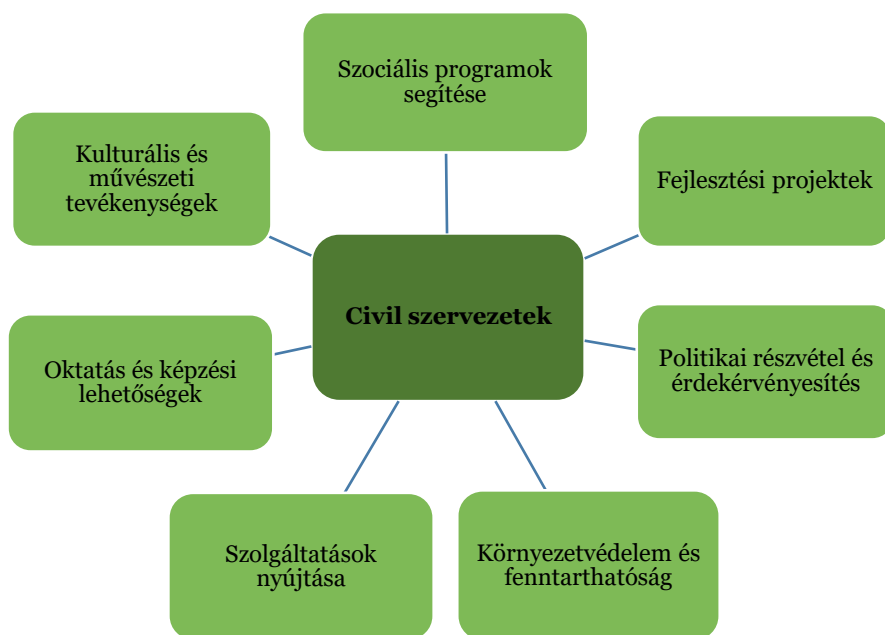 Szociális programok
segítése
Kulturális és
művészeti
tevékenységek
Fejlesztési projektek
Civil szervezetek
Oktatás és képzési
lehetőségek
Politikai részvétel és
érdekérvényesítés
Szolgáltatások
nyújtása
Környezetvédelem és
fenntarthatóság